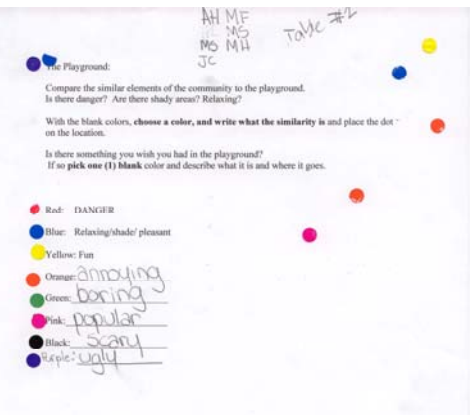 AH MF
MS
MS MH
JC
Table #2
The Playground:
Compare the similar elements of the community to the playground.
Is there danger? Are there shady areas? Relaxing?
With the blank colors, choose a color, and write what the similarity is and place the dot
on the location.
Is there something you wish you had in the playground?
If so pick one (1) blank color and describe what it is and where it goes.
Red: DANGER
Blue: Relaxing/shade/ pleasant
Yellow: Fun
Orange: annoying
Green: boring
Pink: popular
Black: scary
Purple: ugly